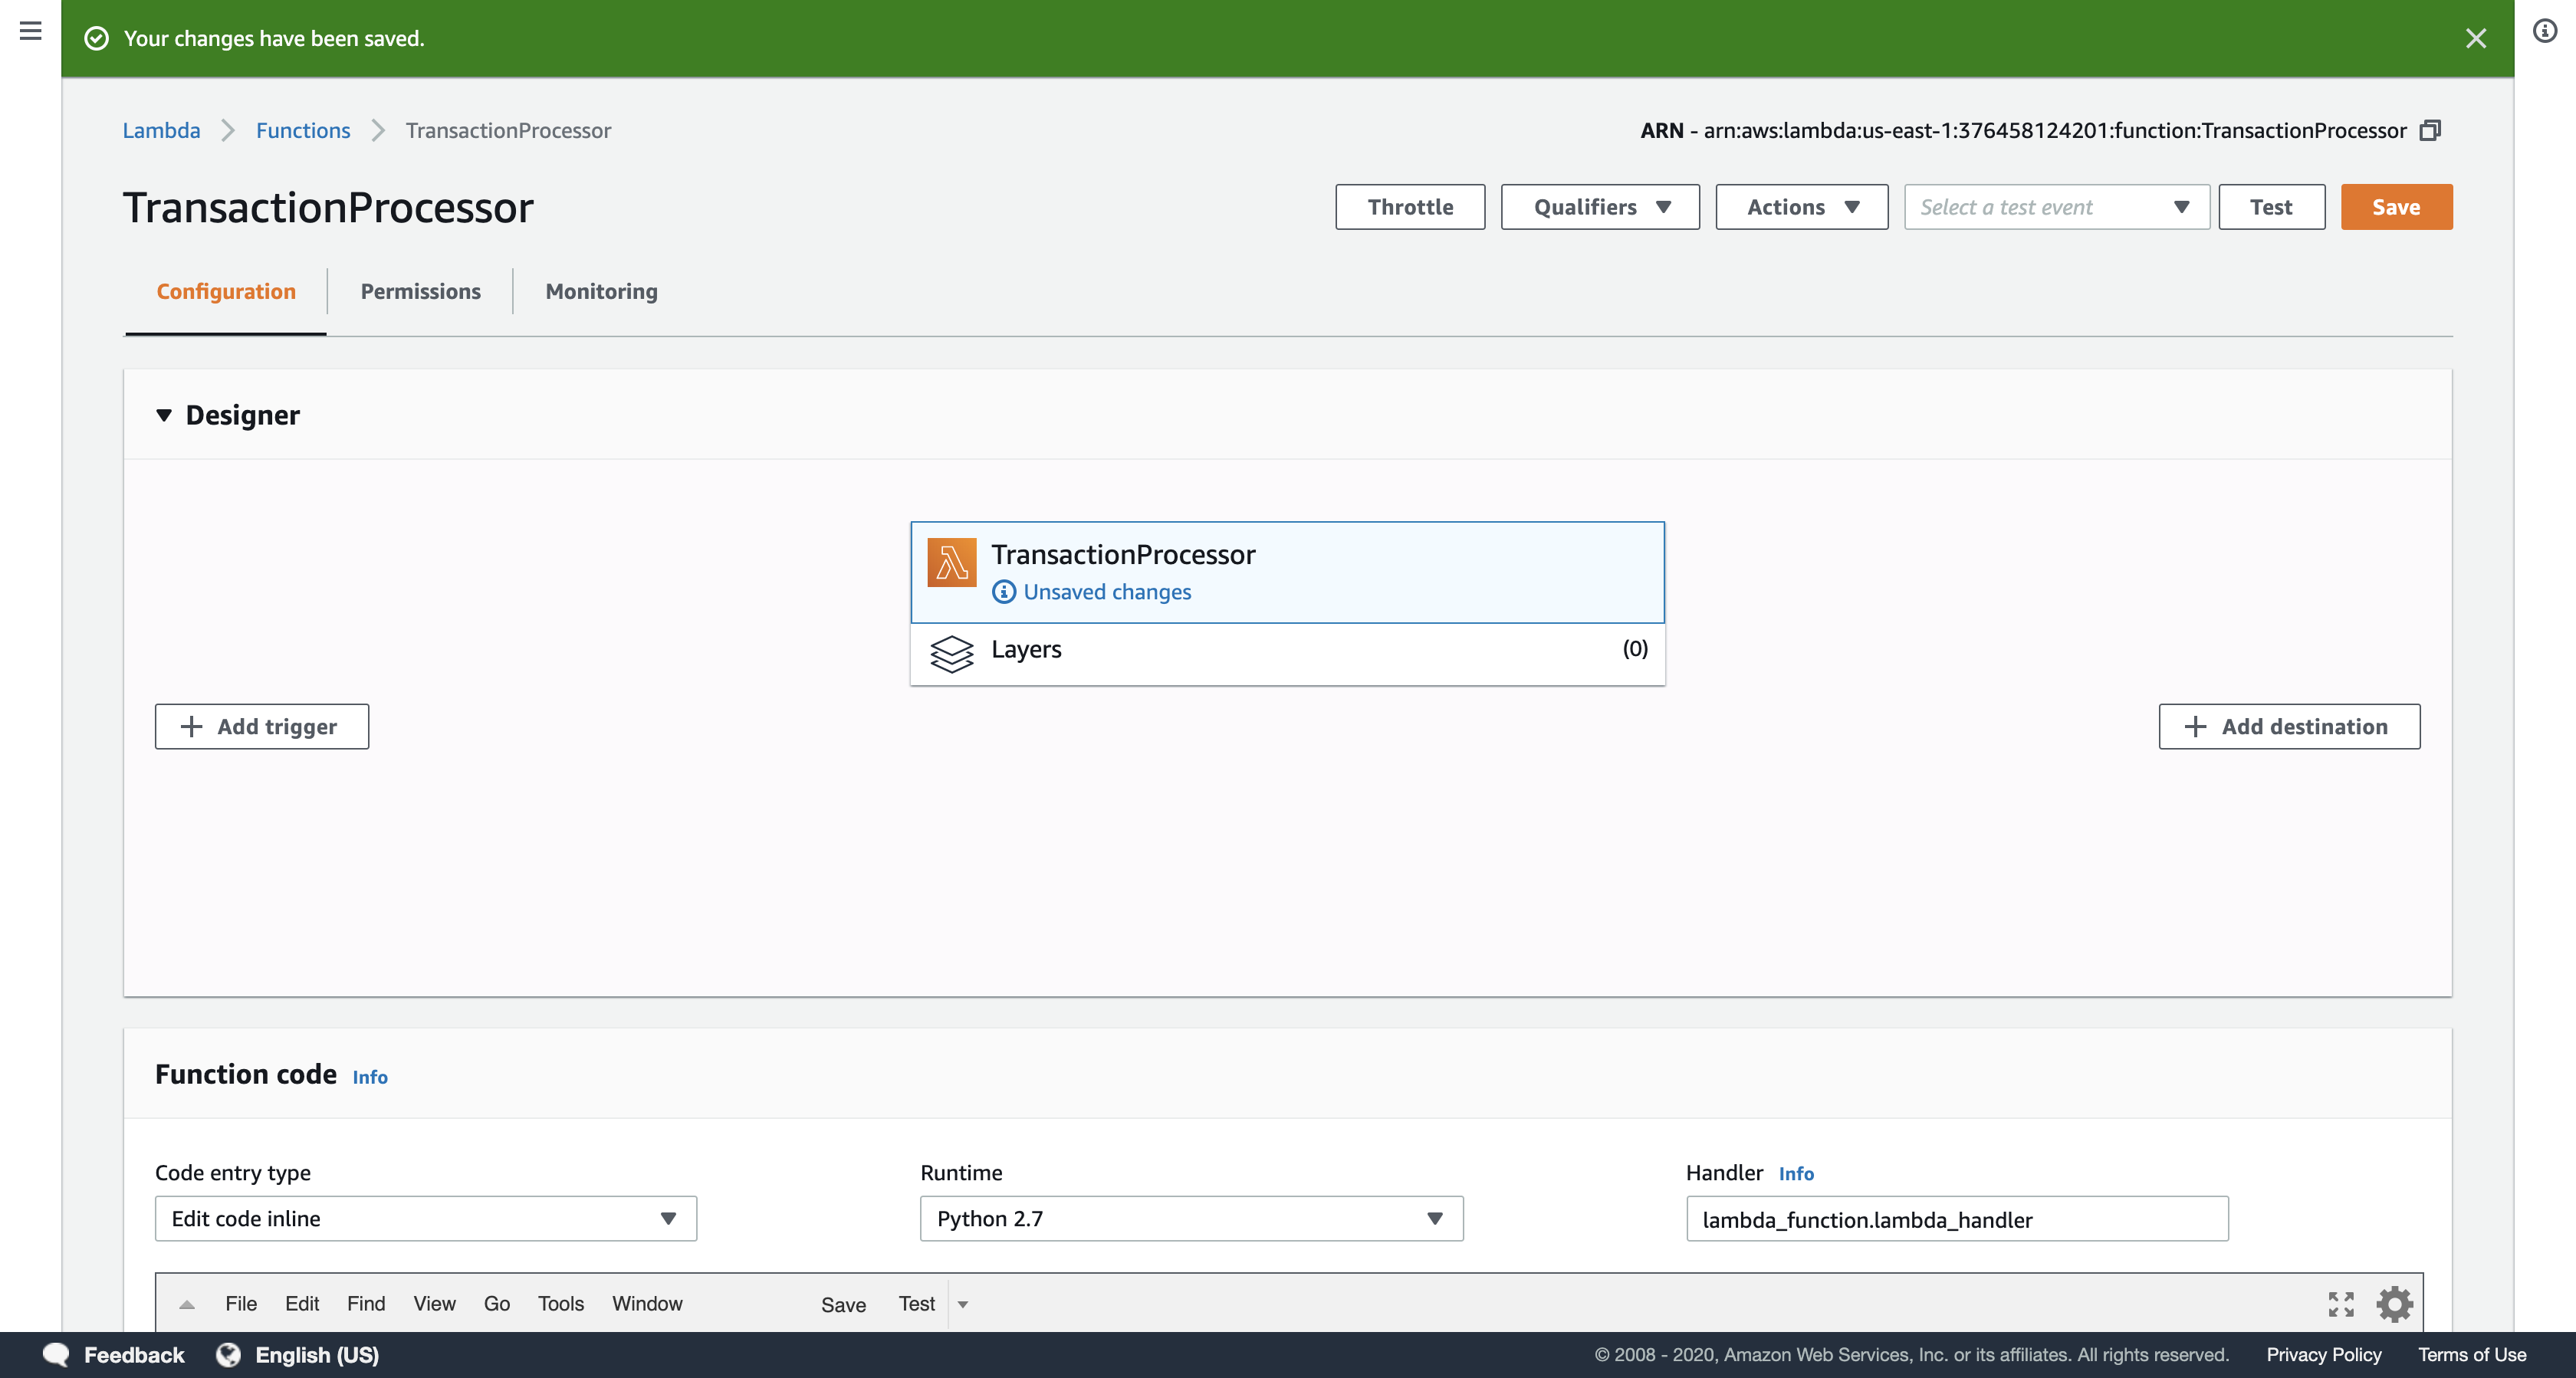 Your changes have been saved.
Lambda Functions TransactionProcessor ARN - arn:aws:lambda:us-east-1:376458124201:function:TransactionProcessor
TransactionProcessor Throttle Qualifiers Actions Select a test event Test Save
Configuration Permissions Monitoring
Designer
TransactionProcessor
Unsaved changes
Layers (0)
Add trigger Add destination
Function code Info
Code entry type Runtime Handler Info
Edit code inline Python 2.7 lambda_function.lambda_handler
File Edit Find View Go Tools Window Save Test
Feedback English (US) © 2008 - 2020, Amazon Web Services, Inc. or its affiliates. All rights reserved. Privacy Policy Terms of Use